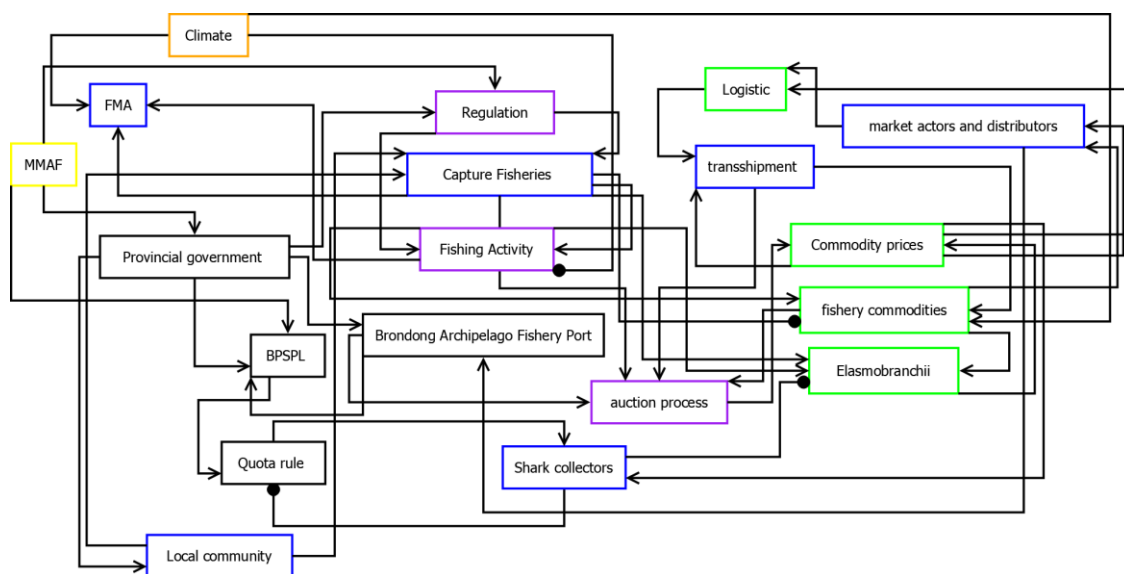 Climate
FMA
Logistic
Regulation
market actors and distributors
MMAF
Capture Fisheries
transshipment
Provincial government
Fishing Activity
Commodity prices
fishery commodities
Brondong Archipelago Fishery Port
BPSPL
Elasmobranchii
auction process
Quota rule
Shark collectors
Local community